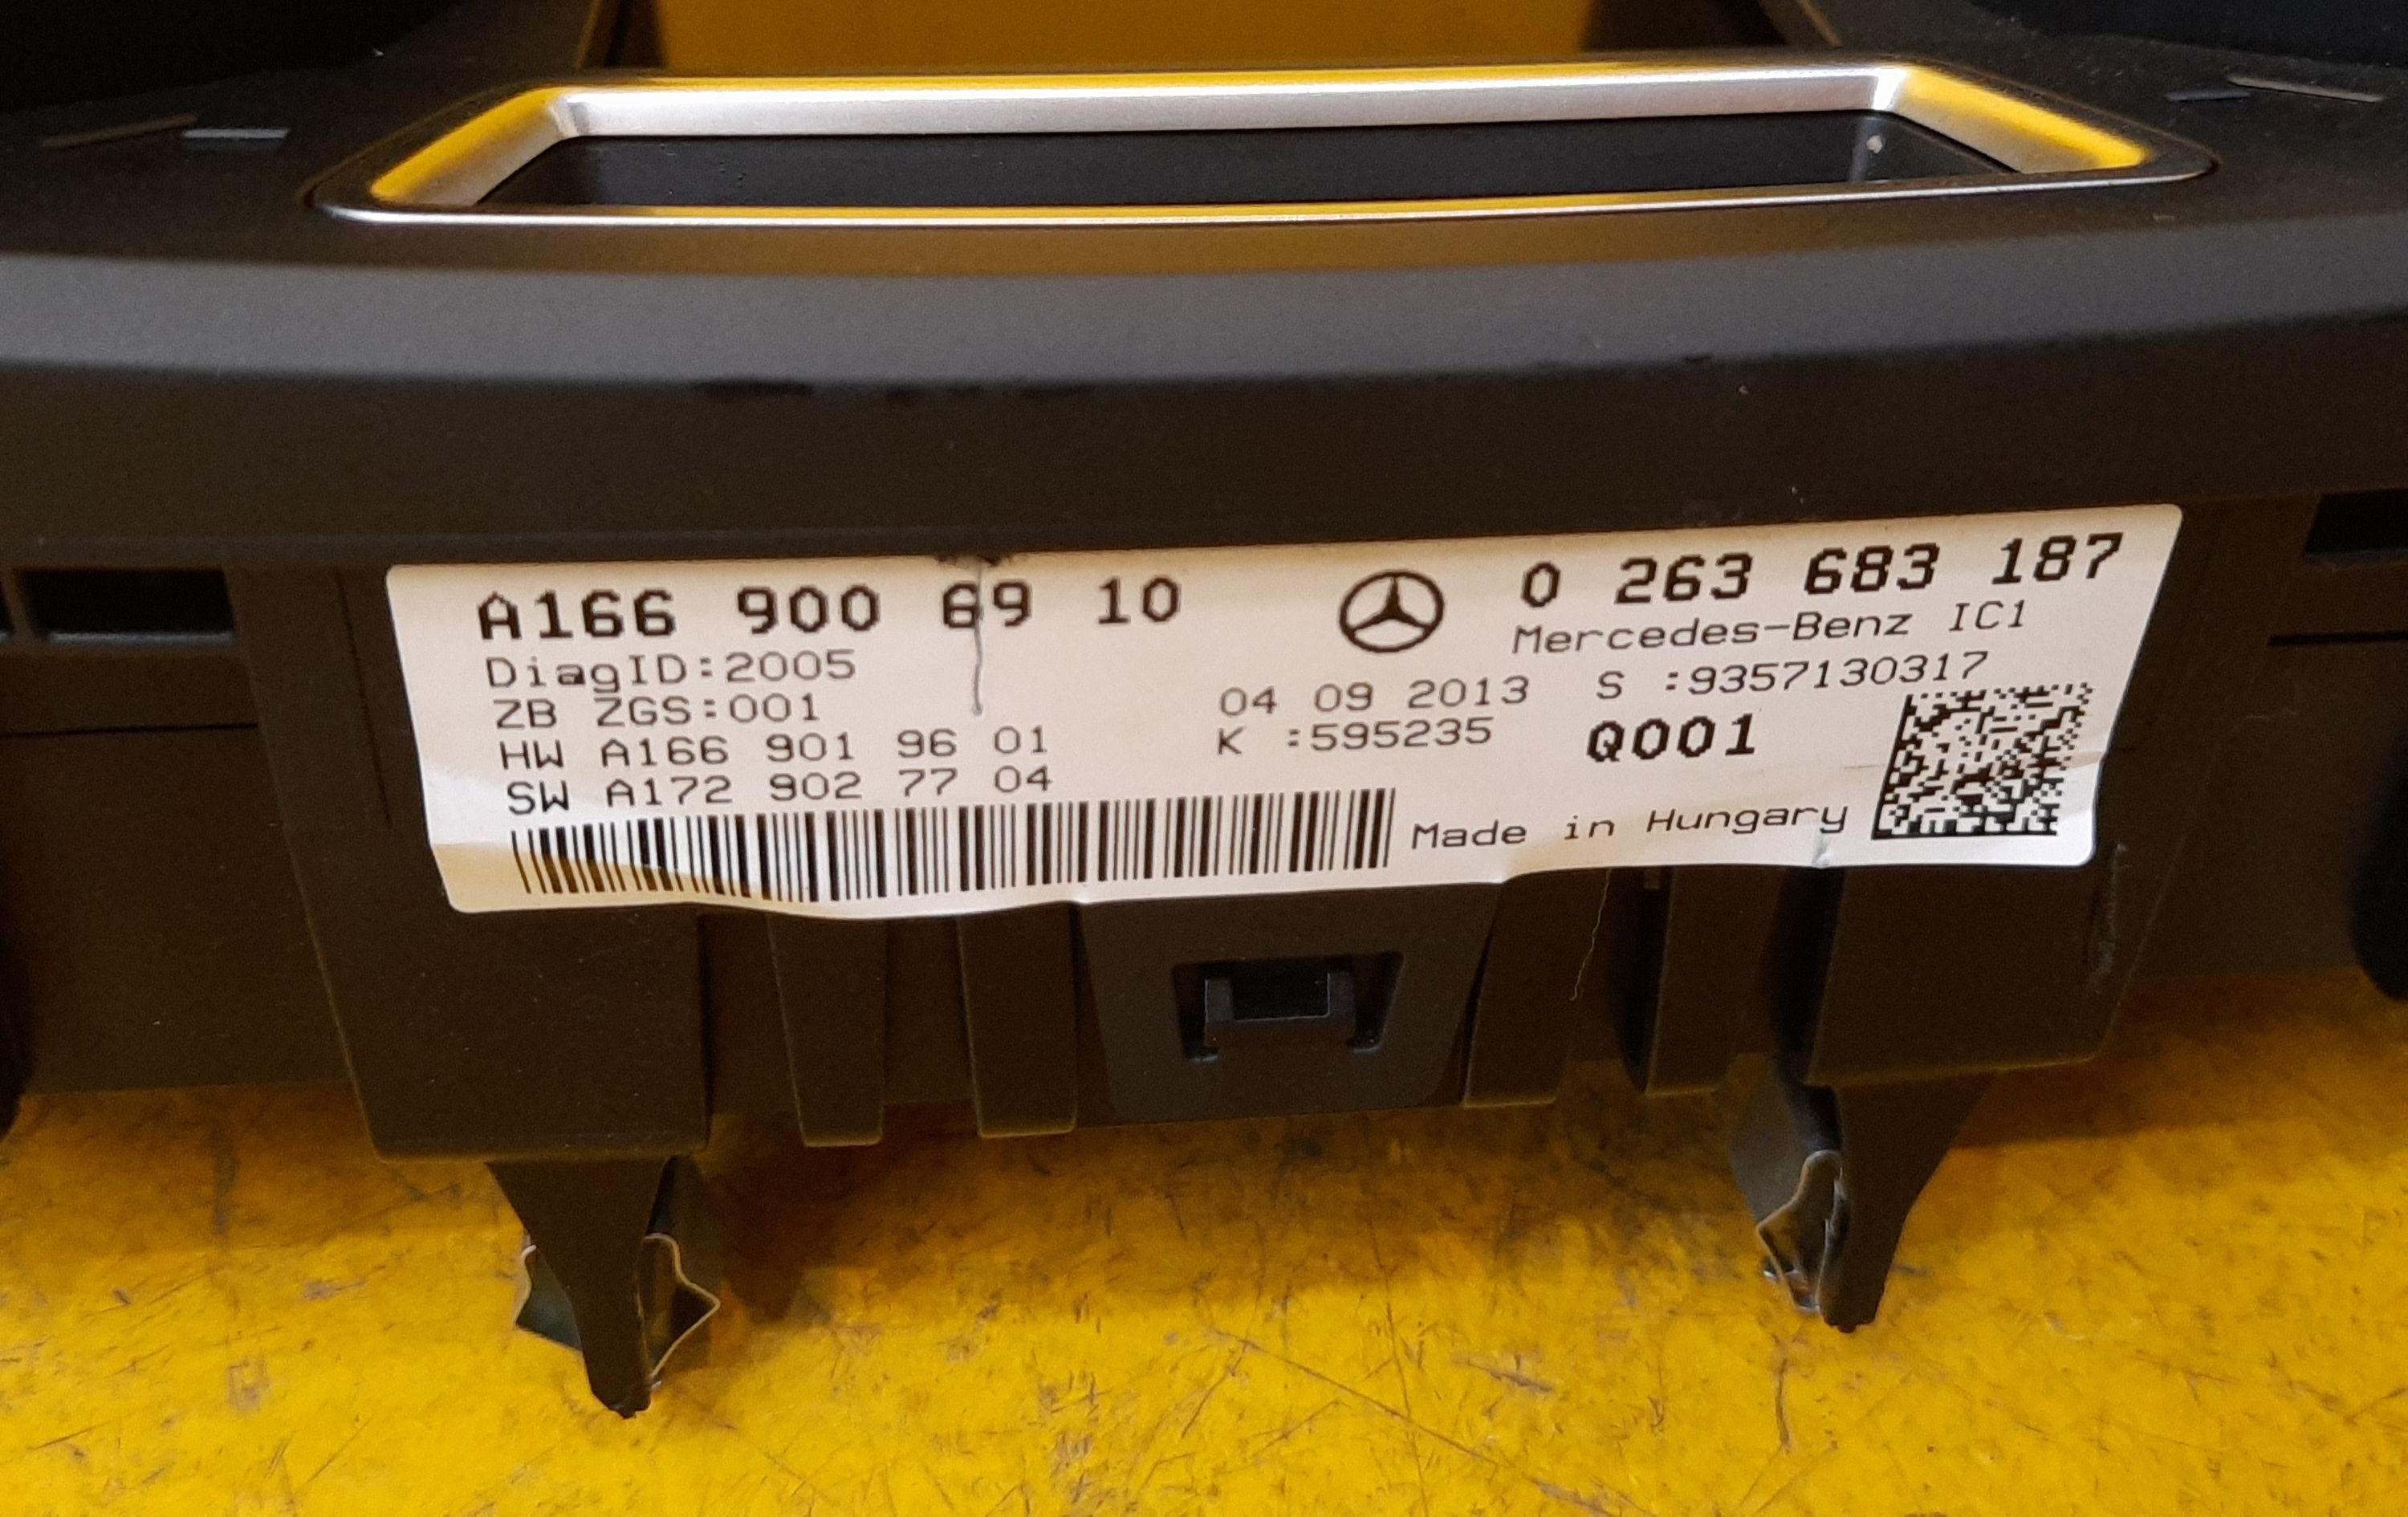 A166 900 69 10
DiagID:2005
ZB ZGS:001
HW A166 901 96 01
SW A172 902 77 04
0 263 683 187
Mercedes-Benz IC1
04 09 2013 S :9357130317
K :595235 Q001
Made in Hungary